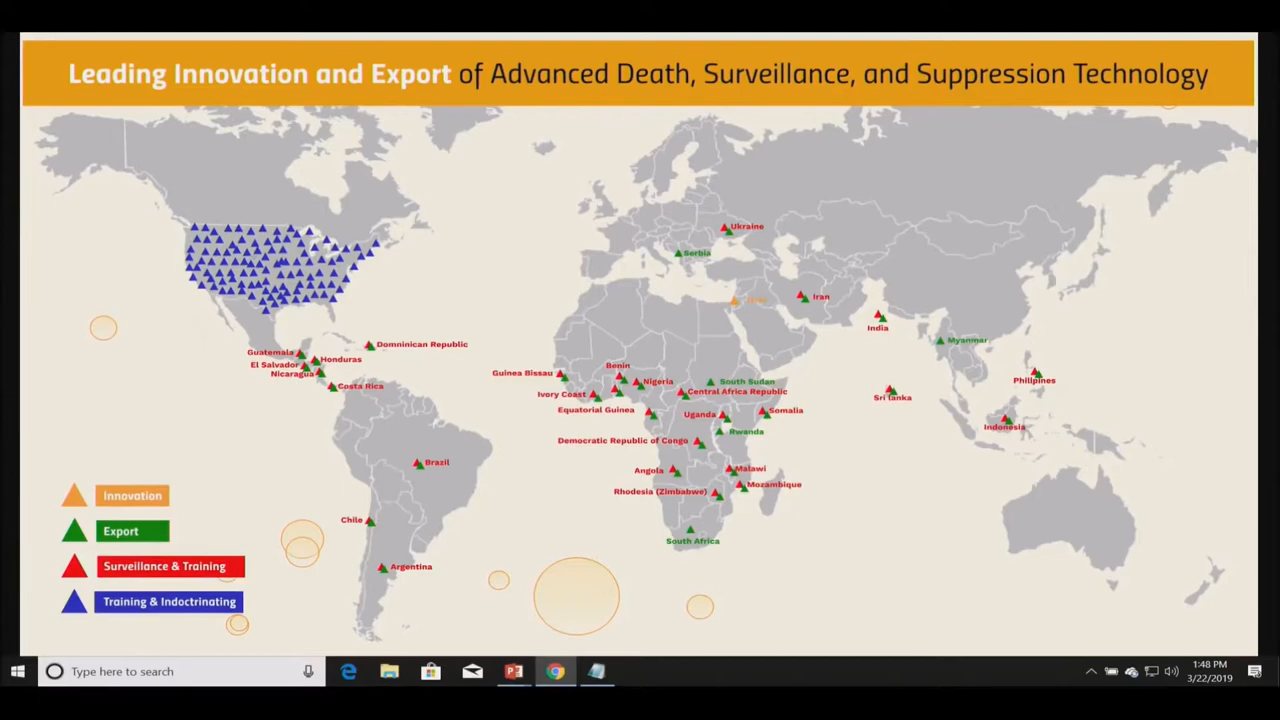 Leading Innovation and Export of Advanced Death, Surveillance, and Suppression Technology
Ukraine
Serbia
Iran
India
Myanmar
Philipines
Sri lanka
Indonesia
Domninican Republic
Guatemala
Honduras
El Salvador
Nicaragua
Costa Rica
Guinea Bissau
Benin
Nigeria
South Sudan
Ivory Coast
Central Africa Republic
Equatorial Guinea
Uganda
Somalia
Rwanda
Democratic Republic of Congo
Brazil
Angola
Malawi
Mozambique
Rhodesia (Zimbabwe)
Chile
South Africa
Argentina
Innovation
Export
Surveillance & Training
Training & Indoctrinating
Type here to search
1:48 PM
3/22/2019